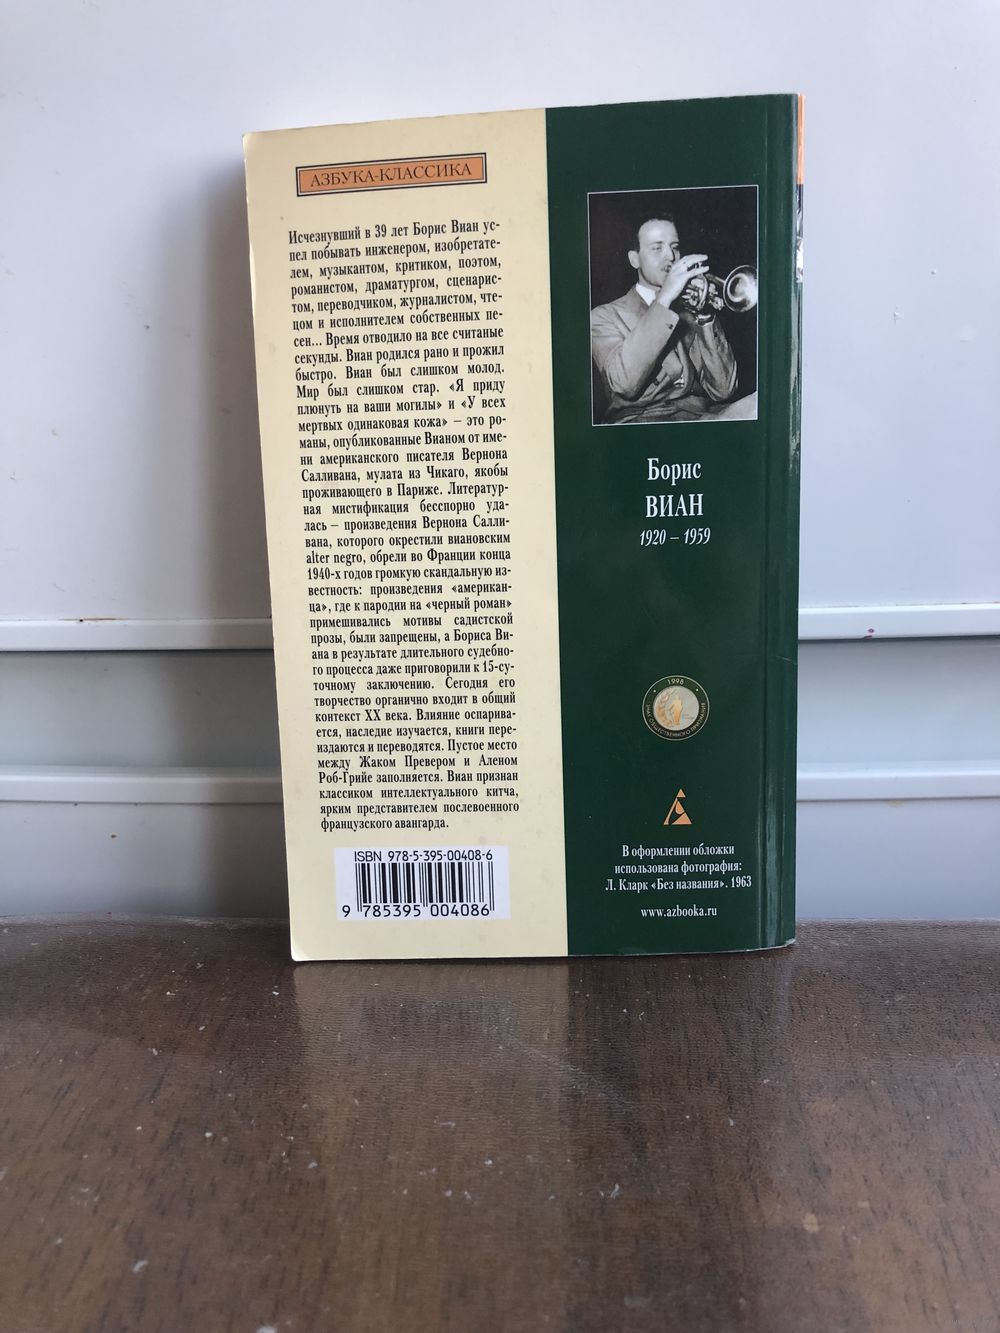 АЗБУКА-КЛАССИКА
Исчезнувший в 39 лет Борис Виан ус-
пел побывать инженером, изобретате-
лем, музыкантом, критиком, поэтом,
романистом, драматургом, сценарис-
том, переводчиком, журналистом, чте-
цом и исполнителем собственных пе-
сен... Время отводило на все считаные
секунды. Виан родился рано и прожил
быстро. Виан был слишком молод.
Мир был слишком стар. «Я приду
плюнуть на ваши могилы» и «У всех
мертвых одинаковая кожа» – это ро-
маны, опубликованные Вианом от име-
ни американского писателя Вернона
Салливана, мулата из Чикаго, якобы
проживающего в Париже. Литератур-
ная мистификация бесспорно уда-
лась – произведения Вернона Салли-
вана, которого окрестили виановским
alter negro, обрели во Франции конца
1940-х годов громкую скандальную из-
вестность: произведения «американ-
ца», где к пародии на «черный роман»
примешивались мотивы садистской
прозы, были запрещены, а Бориса Ви-
ана в результате длительного судебно-
го процесса даже приговорили к 15-су-
точному заключению. Сегодня его
творчество органично входит в общий
контекст XX века. Влияние оспарива-
ется, наследие изучается, книги пере-
издаются и переводятся. Пустое место
между Жаком Превером и Аленом
Роб-Грийе заполняется. Виан признан
классиком интеллектуального китча,
ярким представителем послевоенного
французского авангарда.
ISBN 978-5-395-00408-6
9 785395 004086
Борис
ВИАН
1920 – 1959
1998
ЗНАК ОБЩЕСТВЕННОГО ПРИЗНАНИЯ
В оформлении обложки
использована фотография:
Л. Кларк «Без названия». 1963
www.azbooka.ru